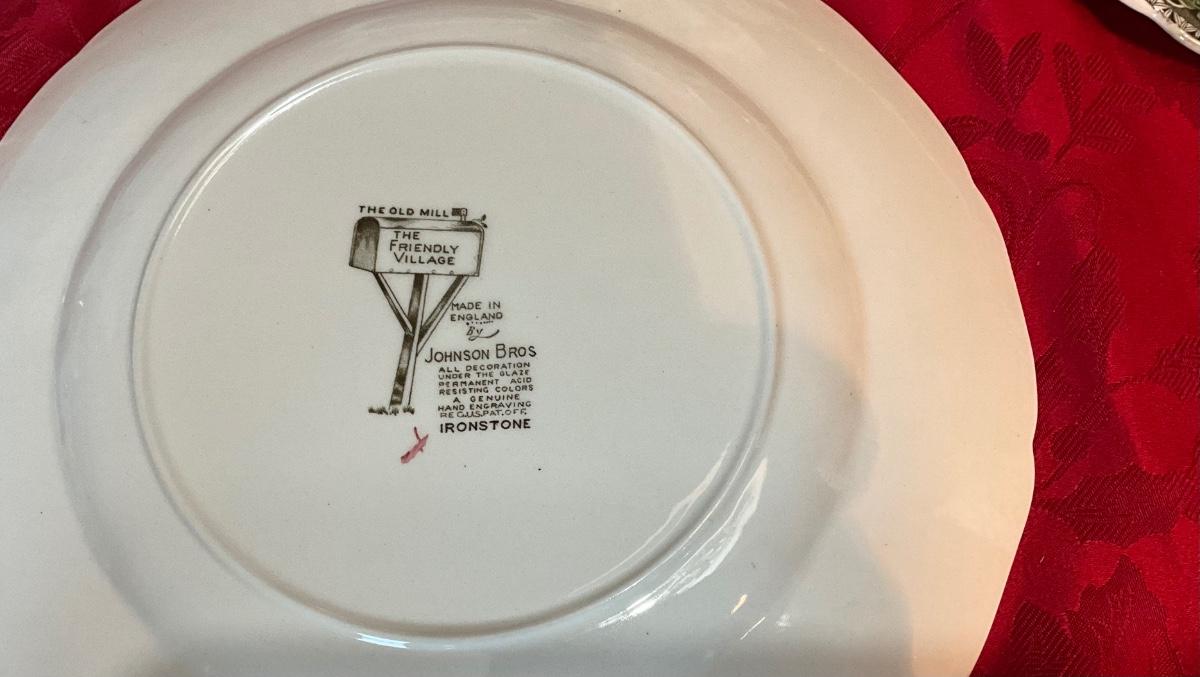 THE OLD MILL
THE
FRIENDLY
VILLAGE
MADE IN
ENGLAND
By
JOHNSON BROS
ALL DECORATION
UNDER THE GLAZE
PERMANENT ACID
RESISTING COLORS
A GENUINE
HAND ENGRAVING
REG.U.S.PAT.OFF.
IRONSTONE